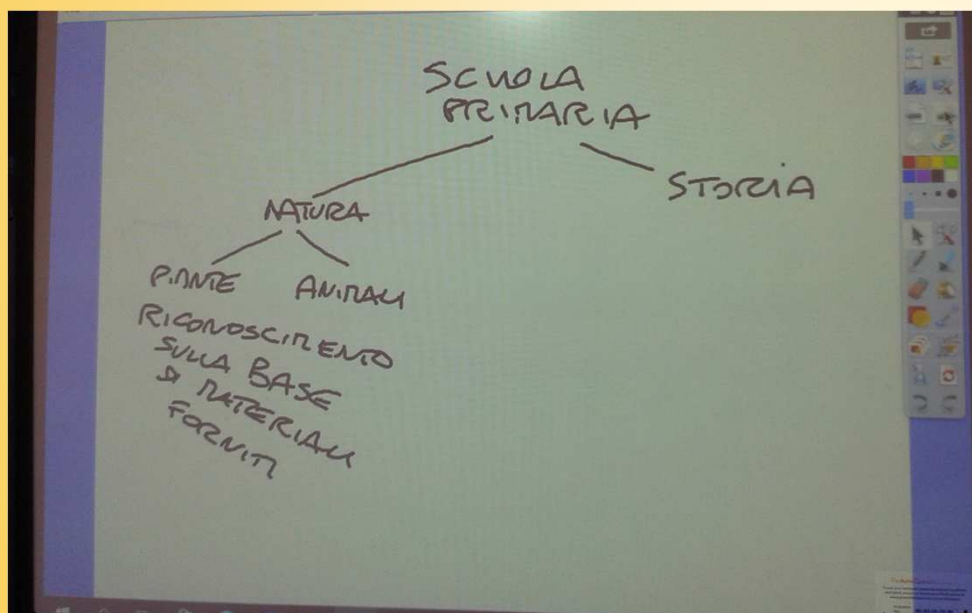 SCUOLA
PRIMARIA
NATURA
STORIA
PIANTE
ANIMALI
RICONOSCIMENTO
SULLA BASE
DI MATERIALI
FORNITI